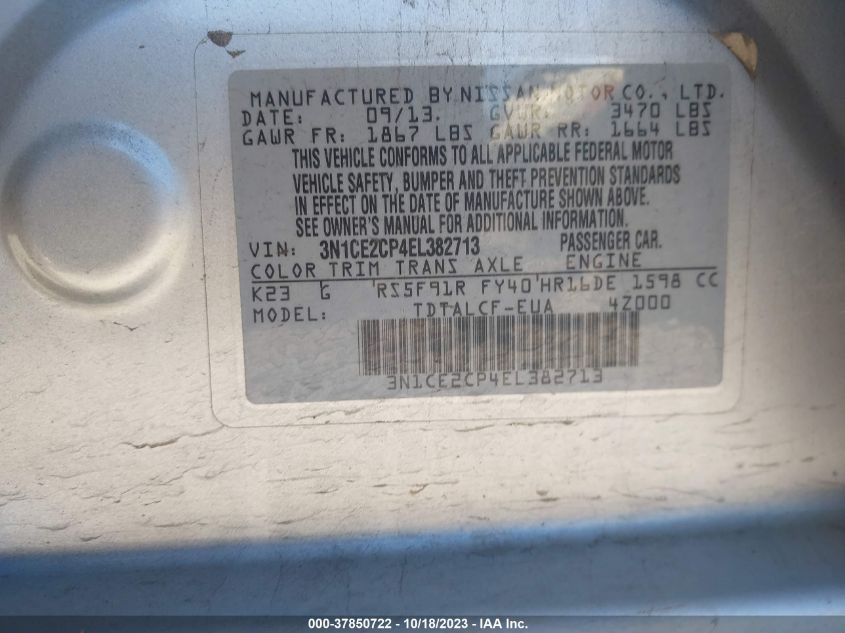 MANUFACTURED BY NISSAN MOTOR CO., LTD.
DATE: 09/13. GVWR: 3470 LBS
GAWR FR: 1867 LBS GAWR RR: 1664 LBS
THIS VEHICLE CONFORMS TO ALL APPLICABLE FEDERAL MOTOR
VEHICLE SAFETY, BUMPER AND THEFT PREVENTION STANDARDS
IN EFFECT ON THE DATE OF MANUFACTURE SHOWN ABOVE.
SEE OWNER'S MANUAL FOR ADDITIONAL INFORMATION.
VIN: 3N1CE2CP4EL382713 PASSENGER CAR.
COLOR TRIM TRANS AXLE ENGINE
K23 G RS5F91R FY40 HR16DE 1598 CC
MODEL: TDTALCF-EUA 4Z000
3N1CE2CP4EL382713
000-37850722 - 10/18/2023 - IAA Inc.